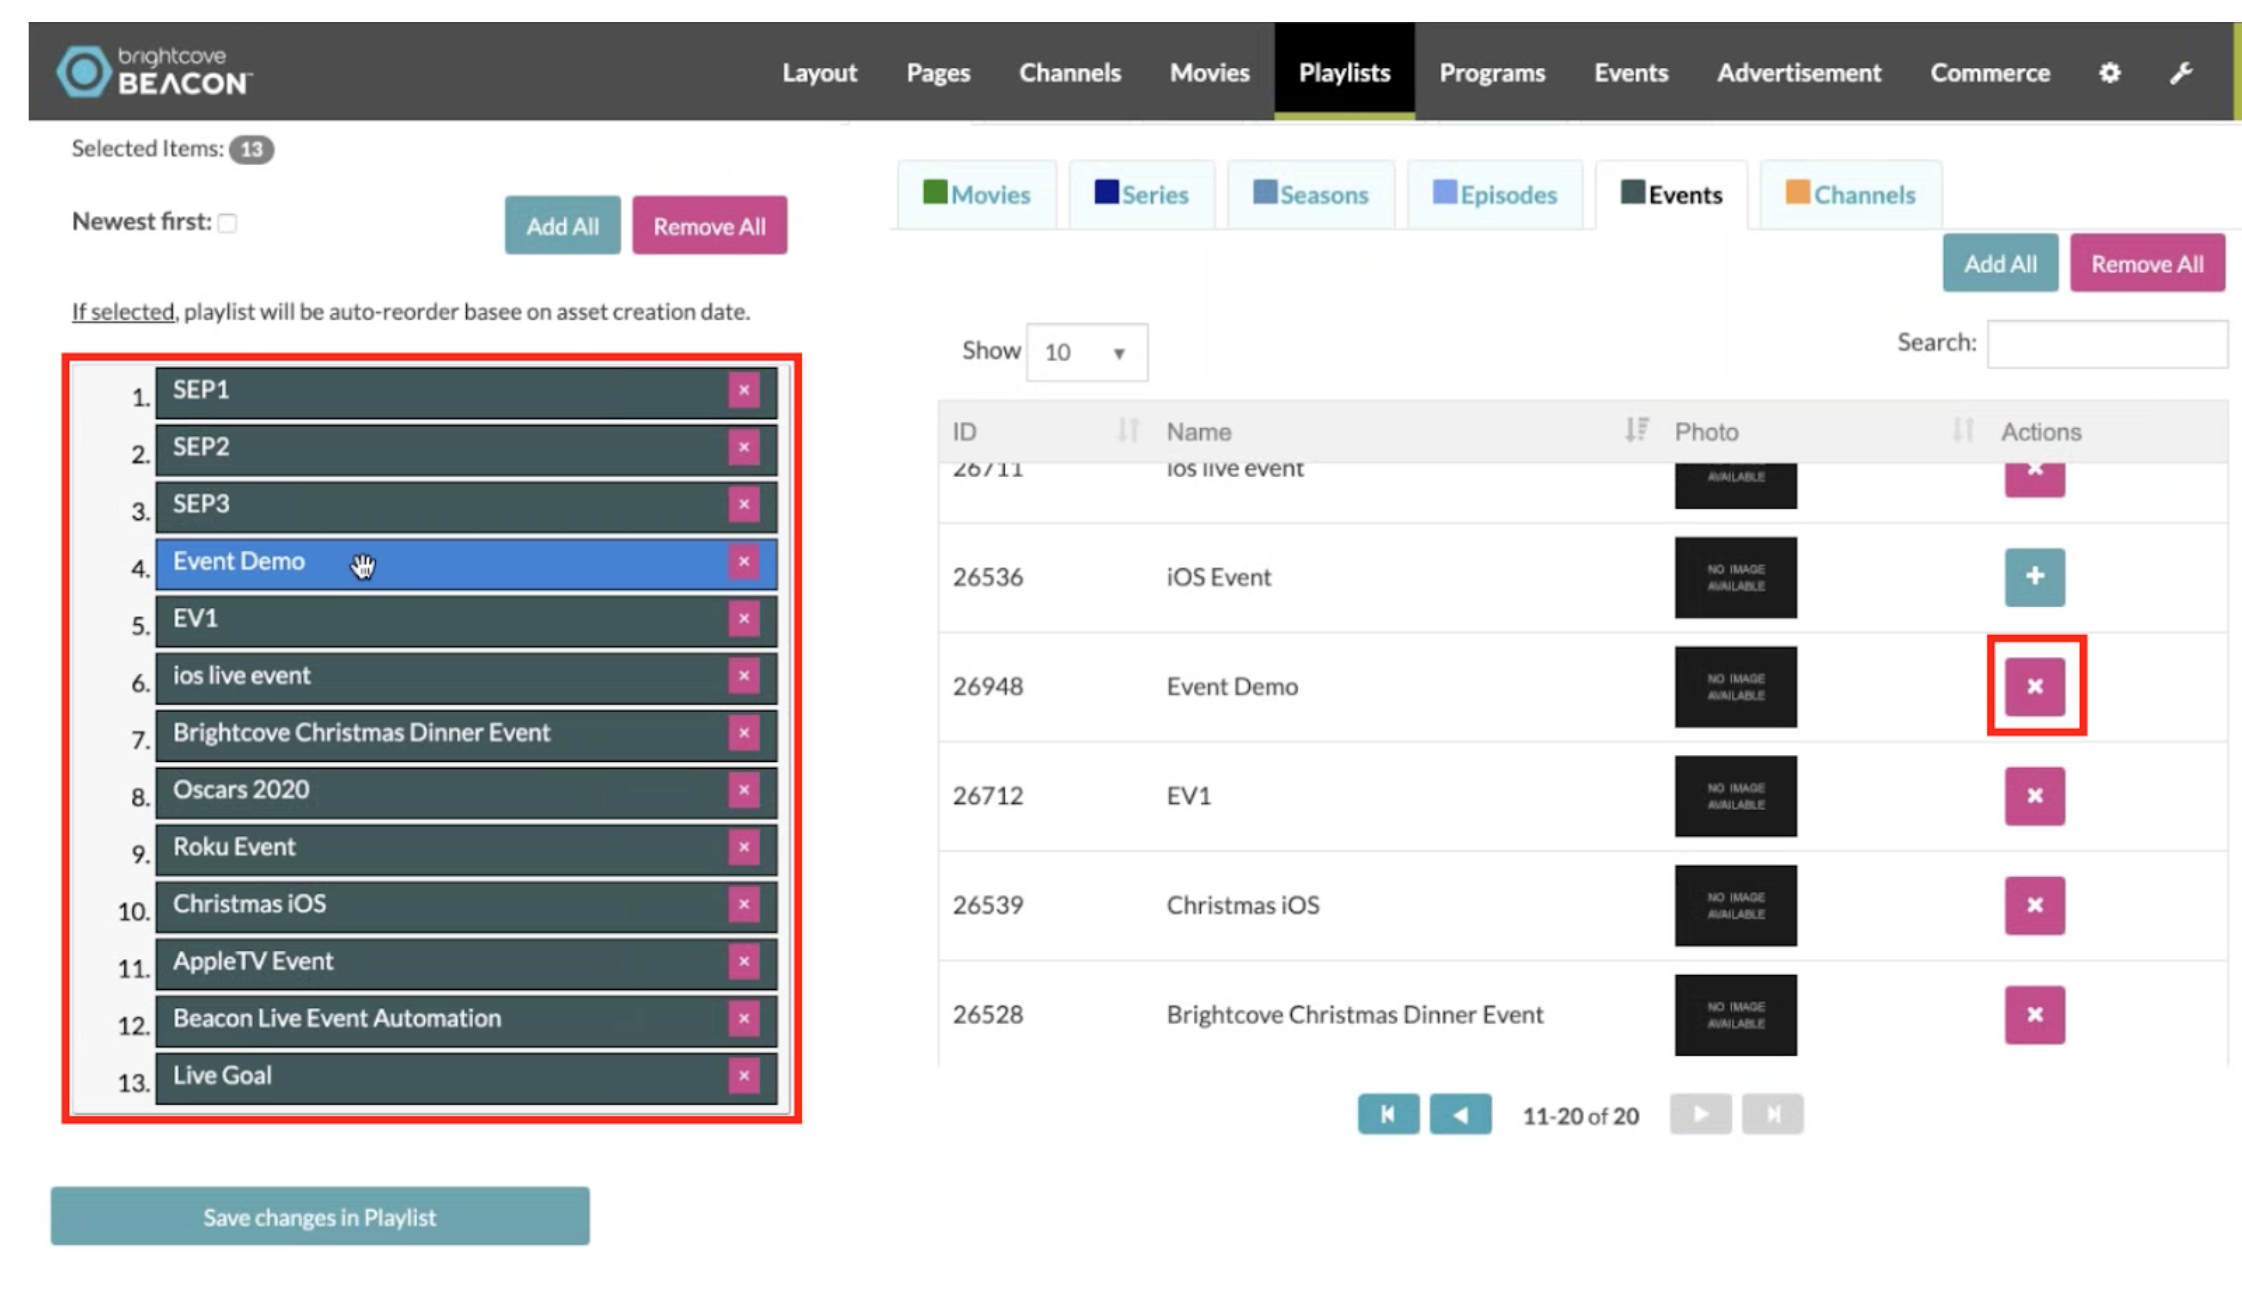 brightcove
BEACON
Layout Pages Channels Movies Playlists Programs Events Advertisement Commerce
Selected Items: 13
Newest first:
Add All Remove All
If selected, playlist will be auto-reorder basee on asset creation date.
1. SEP1 ×
2. SEP2 ×
3. SEP3 ×
4. Event Demo ×
5. EV1 ×
6. ios live event ×
7. Brightcove Christmas Dinner Event ×
8. Oscars 2020 ×
9. Roku Event ×
10. Christmas iOS ×
11. AppleTV Event ×
12. Beacon Live Event Automation ×
13. Live Goal ×
Save changes in Playlist
Movies Series Seasons Episodes Events Channels
Add All Remove All
Show 10 Search:
ID Name Photo Actions
26711 ios live event AVAILABLE
26536 iOS Event NO IMAGE AVAILABLE
26948 Event Demo NO IMAGE AVAILABLE
26712 EV1 NO IMAGE AVAILABLE
26539 Christmas iOS NO IMAGE AVAILABLE
26528 Brightcove Christmas Dinner Event NO IMAGE AVAILABLE
11-20 of 20